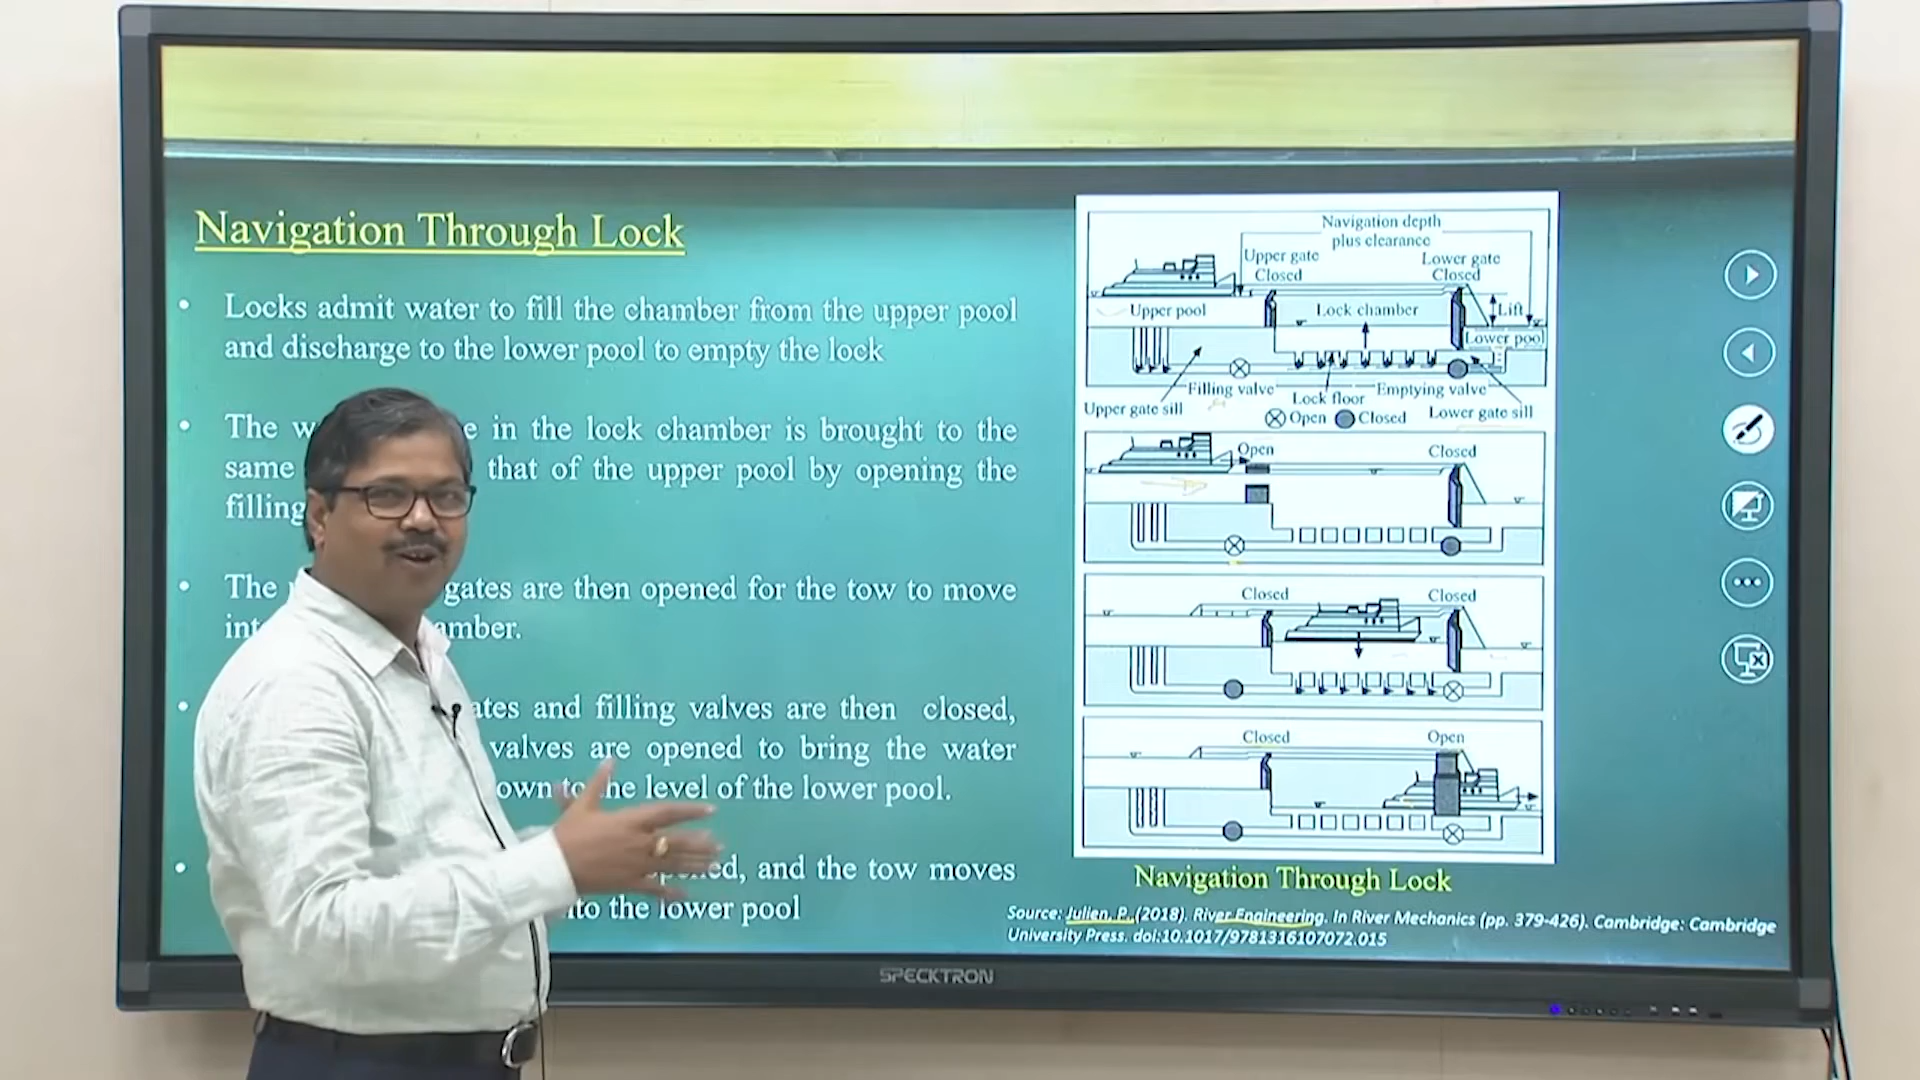 Navigation Through Lock
• Locks admit water to fill the chamber from the upper pool
and discharge to the lower pool to empty the lock
• The in the lock chamber is brought to the
same that of the upper pool by opening the
filling
• The gates are then opened for the tow to move
• and filling valves are then closed,
valves are opened to bring the water
to the level of the lower pool.
• and the tow moves
to the lower pool
Navigation depth
plus clearance
Upper gate
Closed
Lower gate
Closed
Upper pool
Lock chamber
Lift
Lower pool
Filling valve
Emptying valve
Upper gate sill
Lock floor
Lower gate sill
Open
Closed
Open
Closed
Closed
Closed
Closed
Open
Navigation Through Lock
Source: Julien, P. (2018). River Engineering. In River Mechanics (pp. 379-426). Cambridge: Cambridge
University Press. doi:10.1017/9781316107072.015
SPECKTRON